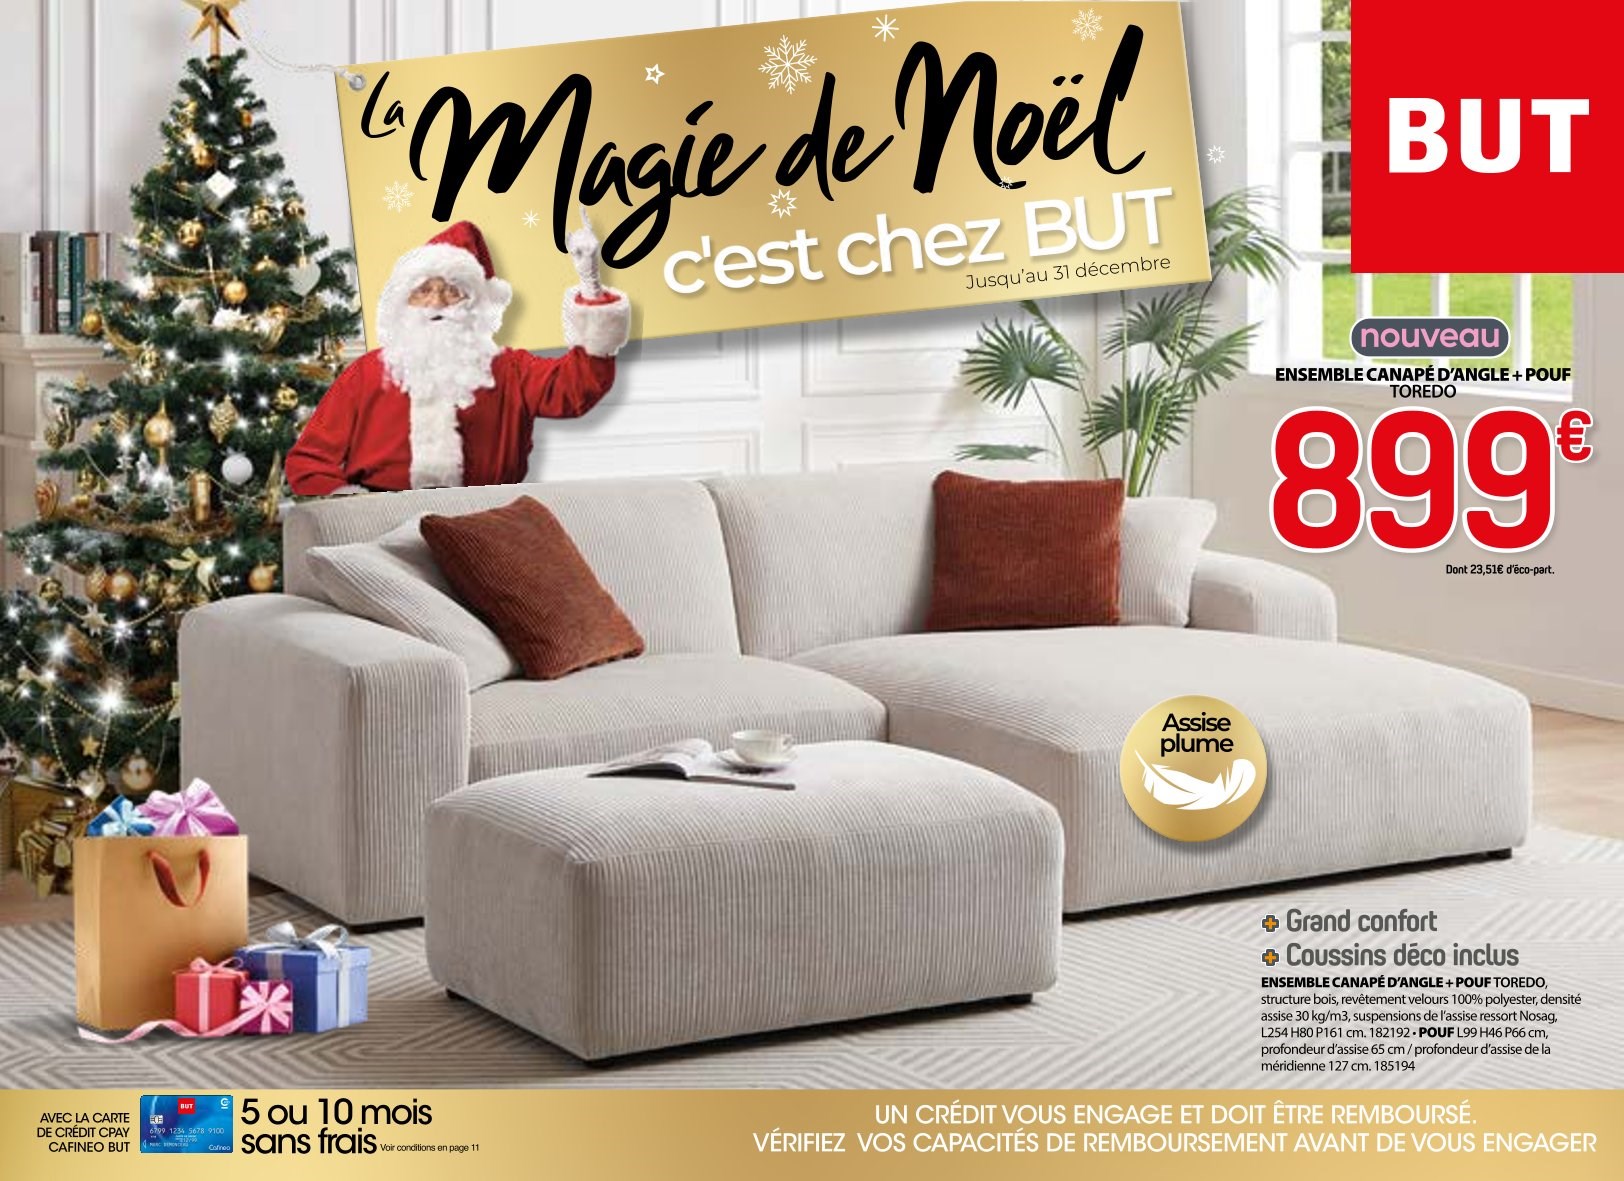 La Magie de Noël
c'est chez BUT
Jusqu'au 31 décembre
BUT
nouveau
ENSEMBLE CANAPÉ D'ANGLE + POUF
TOREDO
899€
Dont 23,51€ d'éco-part.
Assise
plume
+ Grand confort
+ Coussins déco inclus
ENSEMBLE CANAPÉ D'ANGLE + POUF TOREDO,
structure bois, revêtement velours 100% polyester, densité
assise 30 kg/m3, suspensions de l'assise ressort Nosag,
L254 H80 P161 cm. 182192 • POUF L99 H46 P66 cm,
profondeur d'assise 65 cm / profondeur d'assise de la
méridienne 127 cm. 185194
AVEC LA CARTE
DE CRÉDIT CPAY
CAFINEO BUT
BUT
1234 5678 9100
Cafineo
5 ou 10 mois
sans frais Voir conditions en page 11
UN CRÉDIT VOUS ENGAGE ET DOIT ÊTRE REMBOURSÉ.
VÉRIFIEZ VOS CAPACITÉS DE REMBOURSEMENT AVANT DE VOUS ENGAGER